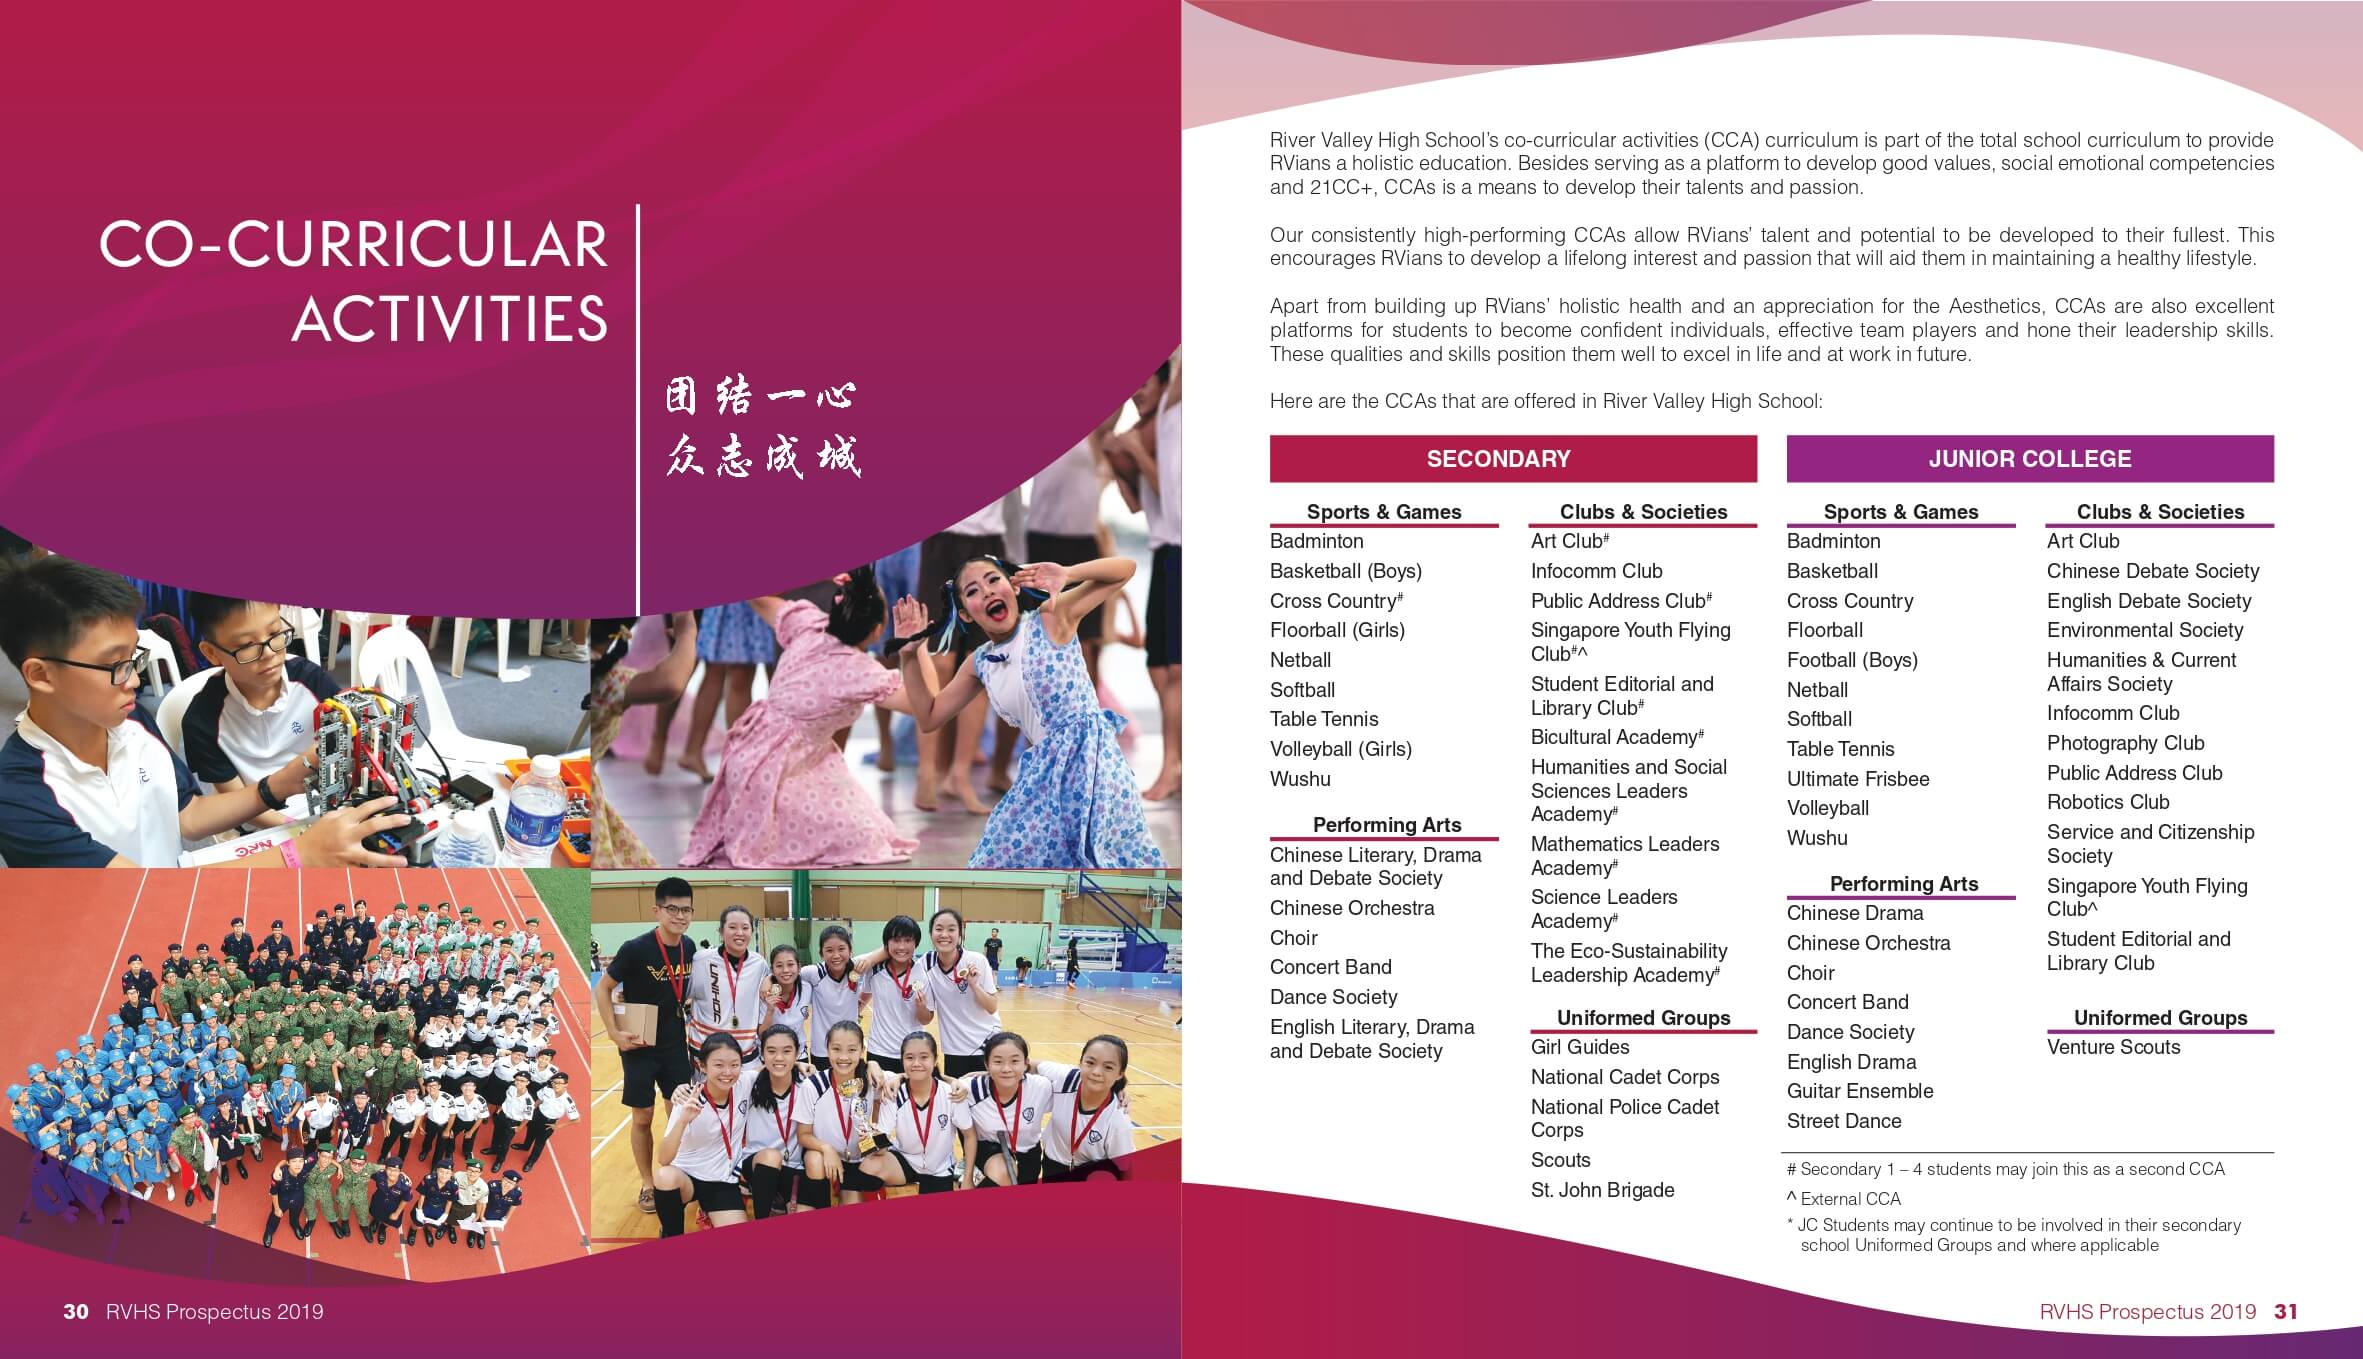 CO-CURRICULAR
ACTIVITIES
团结一心
众志成城
30 RVHS Prospectus 2019
River Valley High School’s co-curricular activities (CCA) curriculum is part of the total school curriculum to provide
RVians a holistic education. Besides serving as a platform to develop good values, social emotional competencies
and 21CC+, CCAs is a means to develop their talents and passion.
Our consistently high-performing CCAs allow RVians’ talent and potential to be developed to their fullest. This
encourages RVians to develop a lifelong interest and passion that will aid them in maintaining a healthy lifestyle.
Apart from building up RVians’ holistic health and an appreciation for the Aesthetics, CCAs are also excellent
platforms for students to become confident individuals, effective team players and hone their leadership skills.
These qualities and skills position them well to excel in life and at work in future.
Here are the CCAs that are offered in River Valley High School:
SECONDARY
Sports & Games
Badminton
Basketball (Boys)
Cross Country#
Floorball (Girls)
Netball
Softball
Table Tennis
Volleyball (Girls)
Wushu
Performing Arts
Chinese Literary, Drama
and Debate Society
Chinese Orchestra
Choir
Concert Band
Dance Society
English Literary, Drama
and Debate Society
Clubs & Societies
Art Club#
Infocomm Club
Public Address Club#
Singapore Youth Flying
Club#^
Student Editorial and
Library Club#
Bicultural Academy#
Humanities and Social
Sciences Leaders
Academy#
Mathematics Leaders
Academy#
Science Leaders
Academy#
The Eco-Sustainability
Leadership Academy#
Uniformed Groups
Girl Guides
National Cadet Corps
National Police Cadet
Corps
Scouts
St. John Brigade
JUNIOR COLLEGE
Sports & Games
Badminton
Basketball
Cross Country
Floorball
Football (Boys)
Netball
Softball
Table Tennis
Ultimate Frisbee
Volleyball
Wushu
Performing Arts
Chinese Drama
Chinese Orchestra
Choir
Concert Band
Dance Society
English Drama
Guitar Ensemble
Street Dance
Clubs & Societies
Art Club
Chinese Debate Society
English Debate Society
Environmental Society
Humanities & Current
Affairs Society
Infocomm Club
Photography Club
Public Address Club
Robotics Club
Service and Citizenship
Society
Singapore Youth Flying
Club^
Student Editorial and
Library Club
Uniformed Groups
Venture Scouts
# Secondary 1 – 4 students may join this as a second CCA
^ External CCA
* JC Students may continue to be involved in their secondary
school Uniformed Groups and where applicable
RVHS Prospectus 2019 31